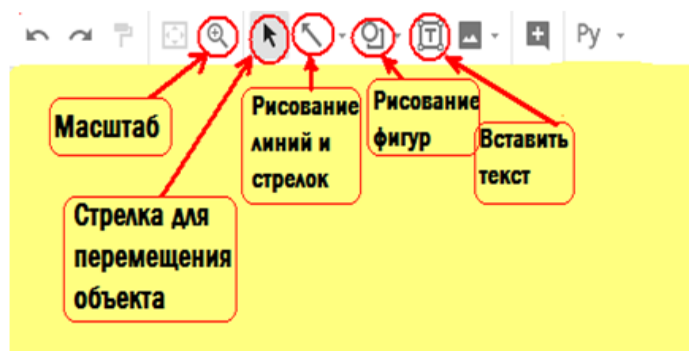 Ру
Масштаб
Рисование
линий и
стрелок
Рисование
фигур
Вставить
текст
Стрелка для
перемещения
объекта